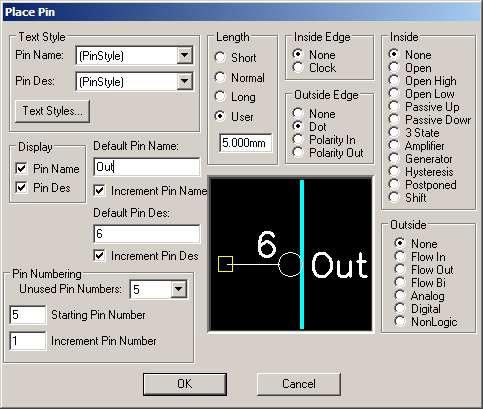 Place Pin
Text Style
Pin Name: (PinStyle)
Pin Des: (PinStyle)
Text Styles...
Length
Short
Normal
Long
User
5.000mm
Inside Edge
None
Clock
Outside Edge
None
Dot
Polarity In
Polarity Out
Inside
None
Open
Open High
Open Low
Passive Up
Passive Down
3 State
Amplifier
Generator
Hysteresis
Postponed
Shift
Display
Pin Name
Pin Des
Default Pin Name:
Out
Increment Pin Name
Default Pin Des:
6
Increment Pin Des
6 Out
Outside
None
Flow In
Flow Out
Flow Bi
Analog
Digital
NonLogic
Pin Numbering
Unused Pin Numbers: 5
5 Starting Pin Number
1 Increment Pin Number
OK
Cancel